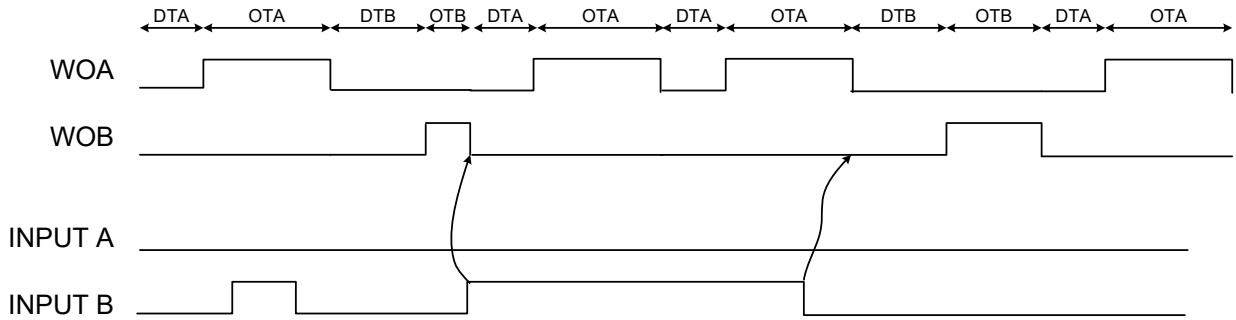 DTA OTA DTB OTB DTA OTA DTA OTA DTB OTB DTA OTA
WOA
WOB
INPUT A
INPUT B